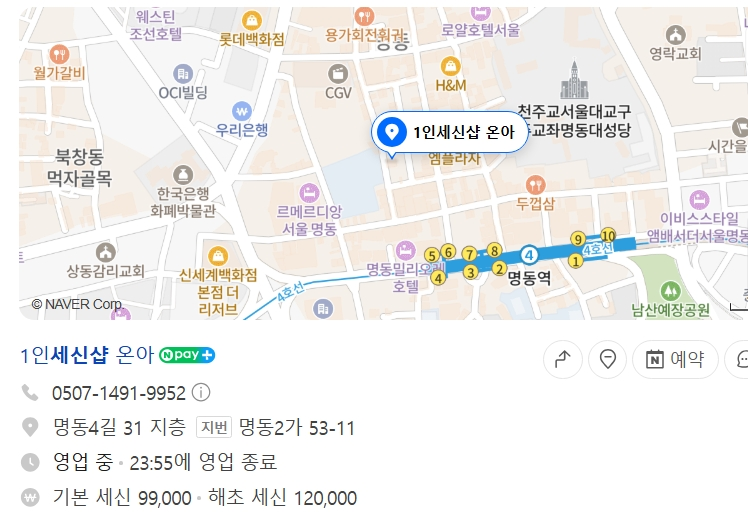 웨스틴
조선호텔
롯데백화점
용가회전훠궈
명동
로얄호텔서울
영락교회
월가갈비
OCI빌딩
CGV
H&M
우리은행
1인세신샵 온아
천주교서울대교구
주교좌명동대성당
엠플라자
시간을
북창동
먹자골목
한국은행
화폐박물관
르메르디앙
서울 명동
두껍삼
이비스스타일
앰배서더서울명동
상동감리교회
신세계백화점
본점 더
리저브
명동밀리오레
호텔
5 6 7 8 4 9 10
4 3 2 1
4호선
명동역
4호선
남산예장공원
© NAVER Corp.
1인세신샵 온아 N pay +
0507-1491-9952
명동4길 31 지층 지번 명동2가 53-11
영업 중 · 23:55에 영업 종료
기본 세신 99,000 · 해초 세신 120,000
N 예약